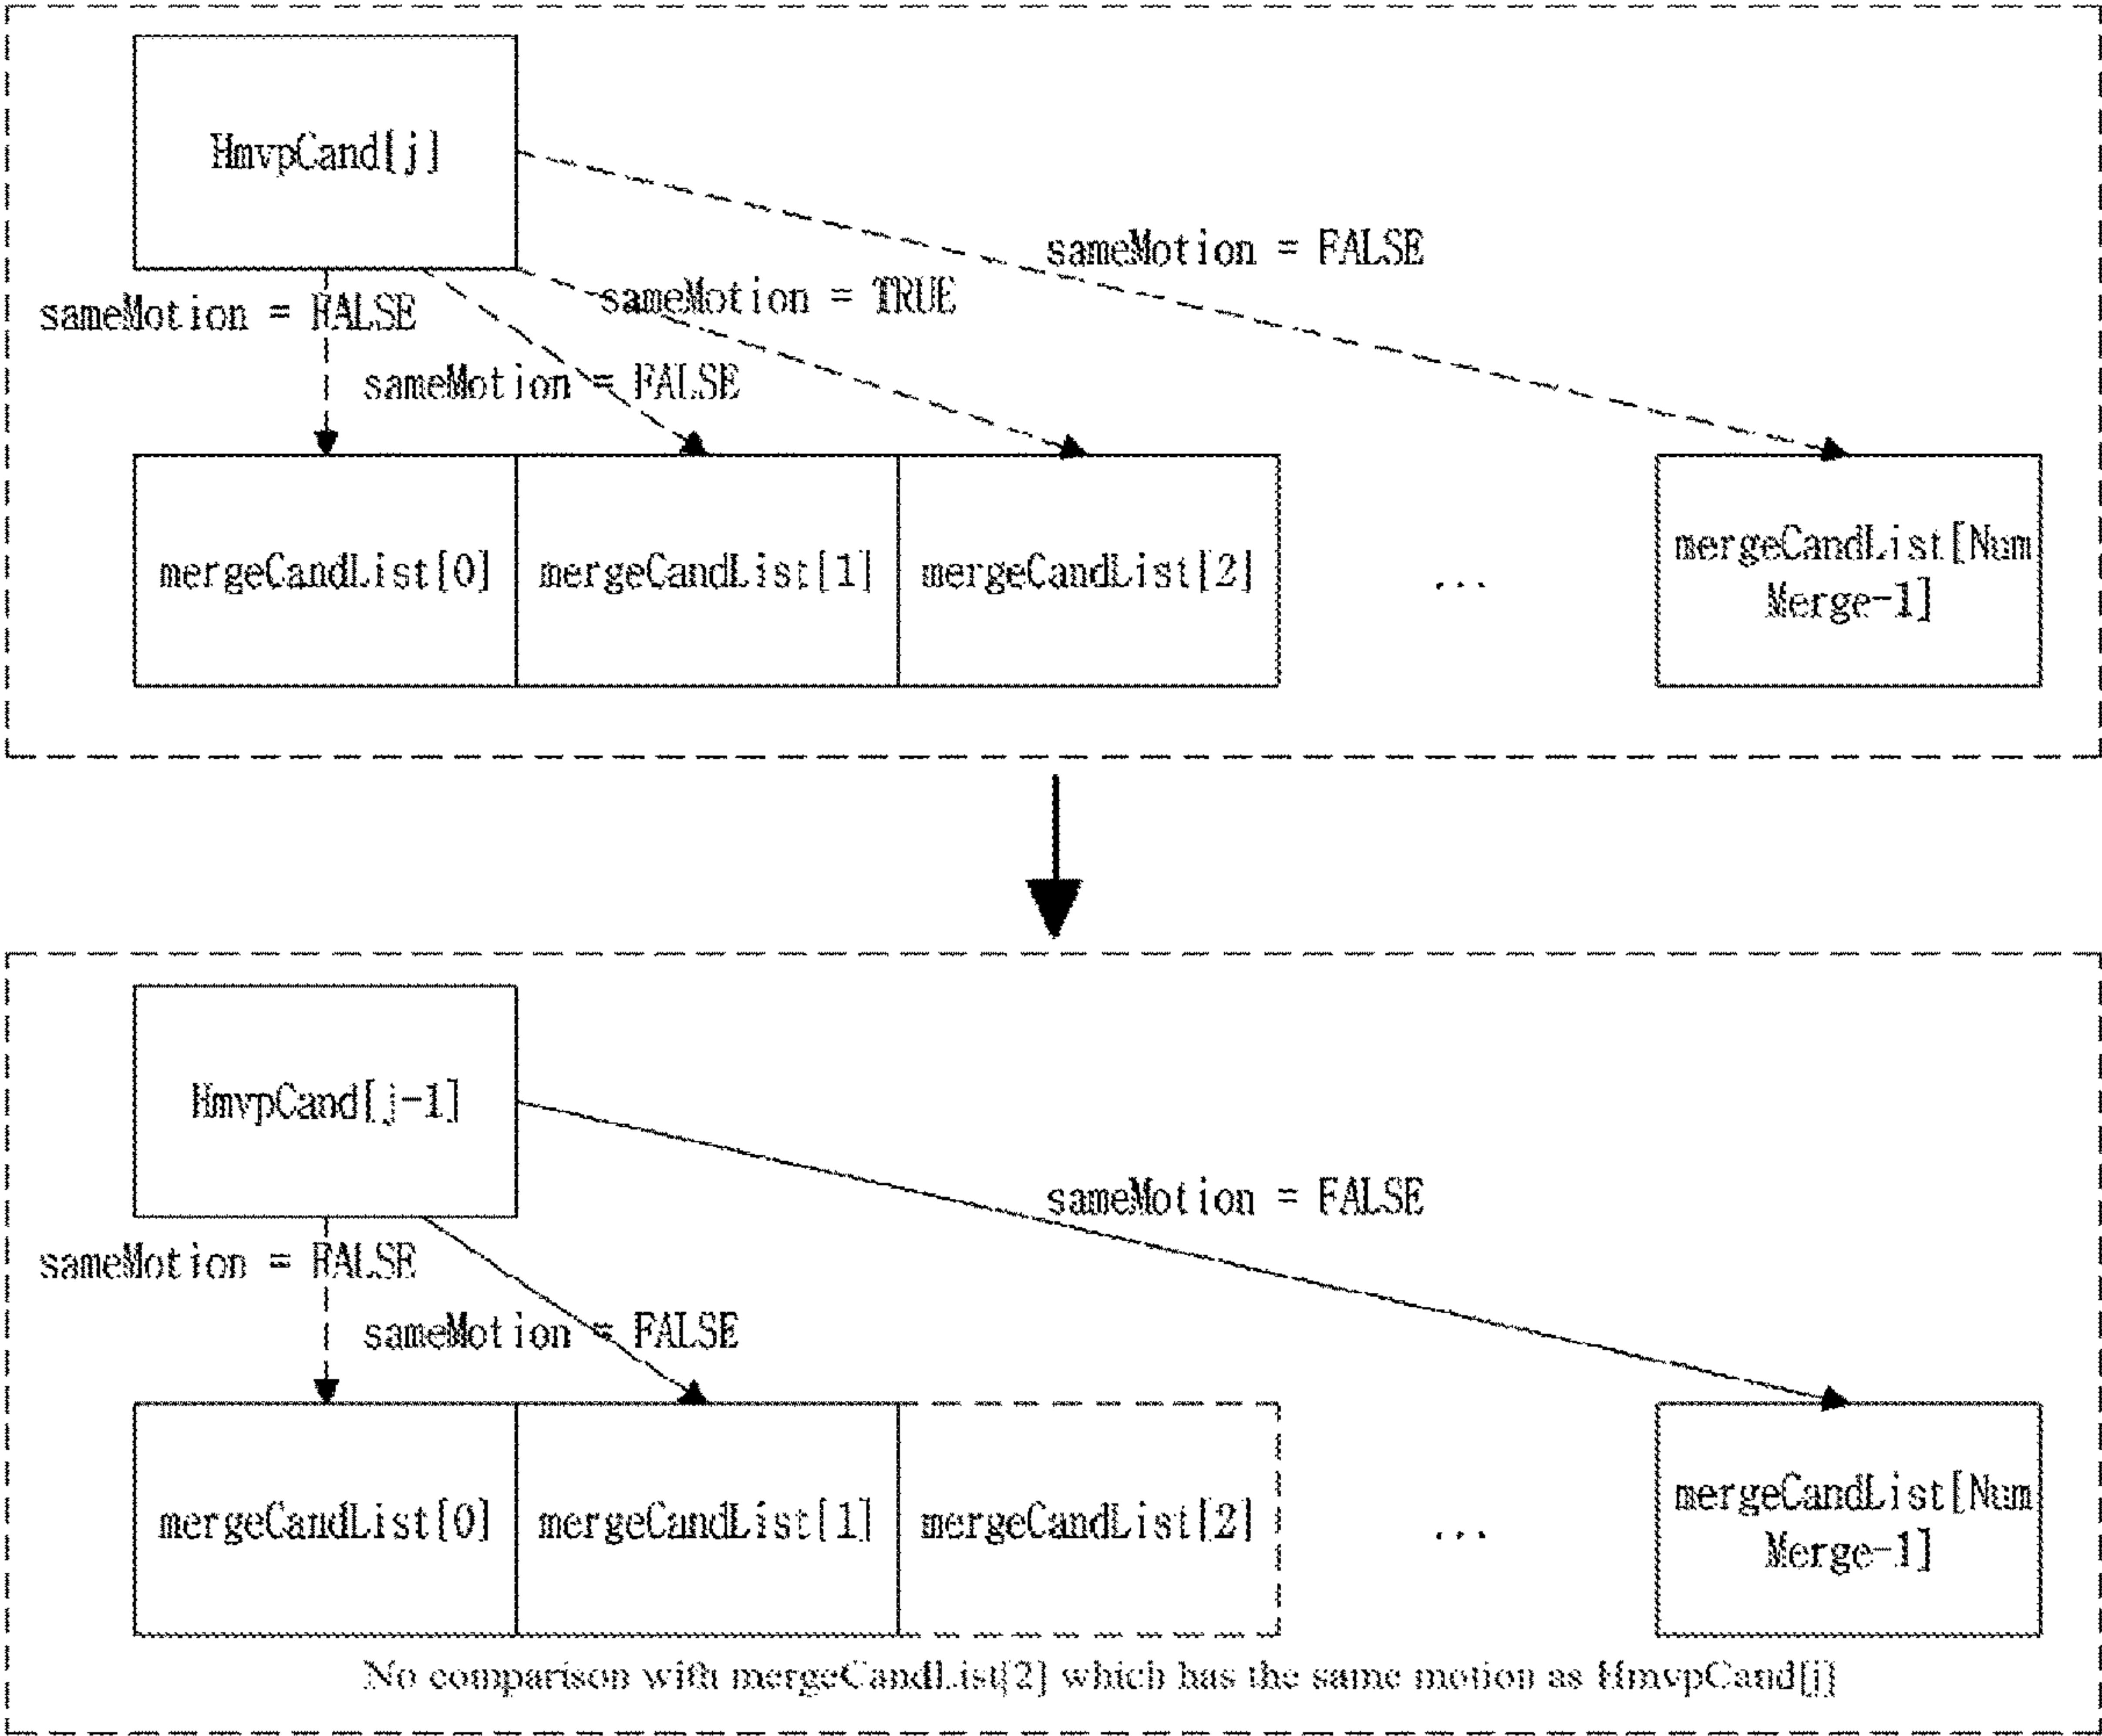 HmvpCand[j]
sameMotion = FALSE
sameMotion = TRUE
sameMotion = FALSE
sameMotion = FALSE
mergeCandList[0]
mergeCandList[1]
mergeCandList[2]
...
mergeCandList[Num
Merge-1]
HmvpCand[j-1]
sameMotion = FALSE
sameMotion = FALSE
sameMotion = FALSE
mergeCandList[0]
mergeCandList[1]
mergeCandList[2]
...
mergeCandList[Num
Merge-1]
No comparison with mergeCandList[2] which has the same motion as HmvpCand[j]